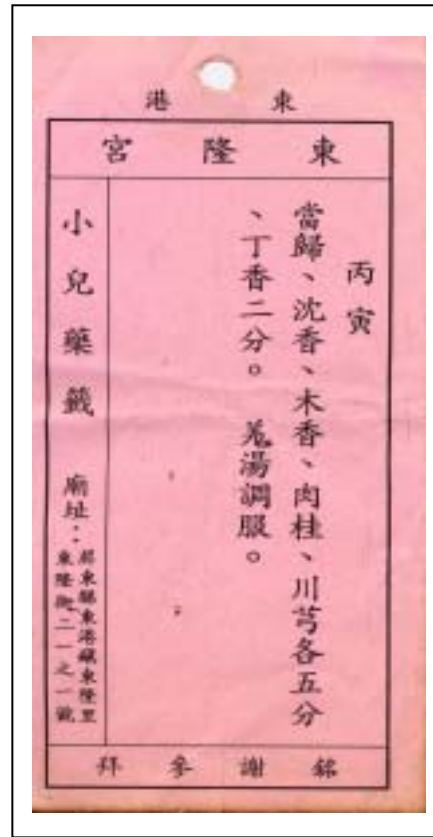 東港
東隆宮
丙寅
當歸、沈香、木香、肉桂、川芎各五分
、丁香二分。　羗湯調服。
小兒藥籤　廟址：
屏東縣東港鎮東隆里
東隆街二一之一號
銘謝參拜